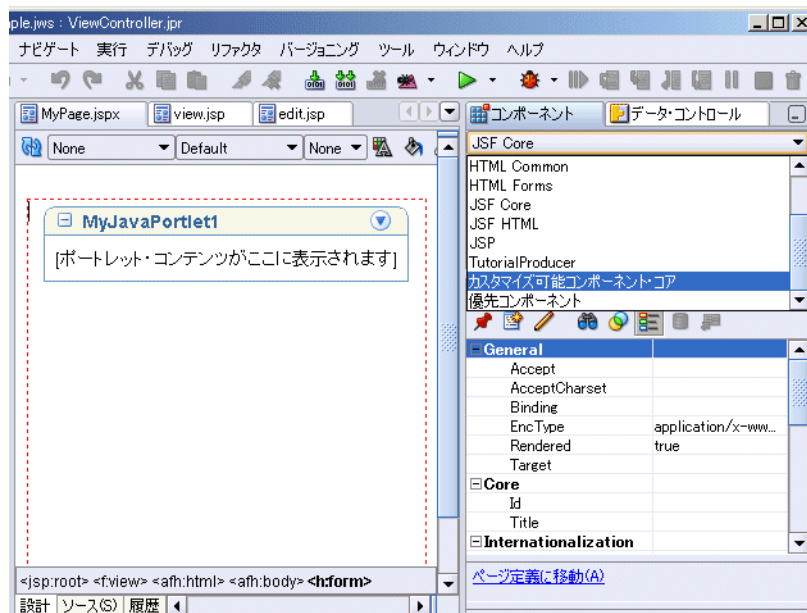 ple.jws : ViewController.jpr
ナビゲート 実行 デバッグ リファクタ バージョニング ツール ウィンドウ ヘルプ
MyPage.jspx view.jsp edit.jsp
None Default None
MyJavaPortlet1
[ポートレット・コンテンツがここに表示されます]
<jsp:root> <f:view> <afh:html> <afh:body> <h:form>
設計 ソース(S) 履歴
コンポーネント データ・コントロール
JSF Core
HTML Common
HTML Forms
JSF Core
JSF HTML
JSP
TutorialProducer
カスタマイズ可能コンポーネント・コア
優先コンポーネント
General
Accept
AcceptCharset
Binding
EncType application/x-ww...
Rendered true
Target
Core
Id
Title
Internationalization
ページ定義に移動(A)